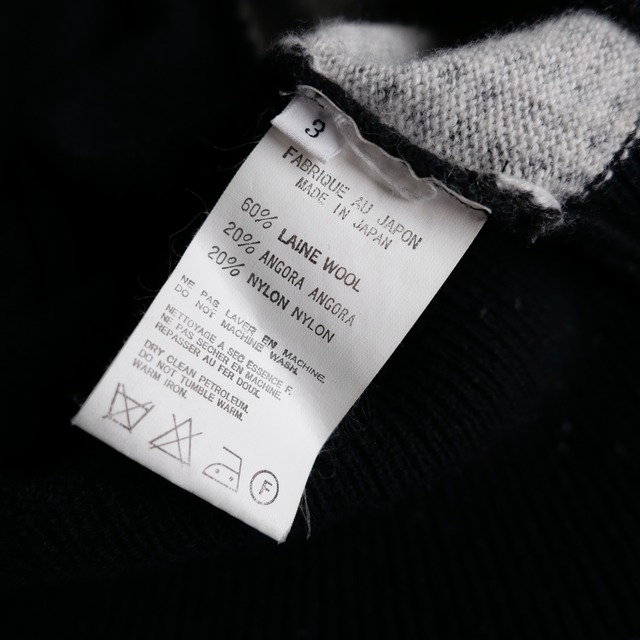 3
FABRIQUE AU JAPON
MADE IN JAPAN
60% LAINE WOOL
20% ANGORA ANGORA
20% NYLON NYLON
NE PAS LAVER EN MACHINE.
DO NOT MACHINE WASH.
NETTOYAGE A SEC ESSENCE F.
NE PAS SECHER EN MACHINE.
REPASSER AU FER DOUX.
DRY CLEAN PETROLEUM.
DO NOT TUMBLE WARM.
WARM IRON.
F